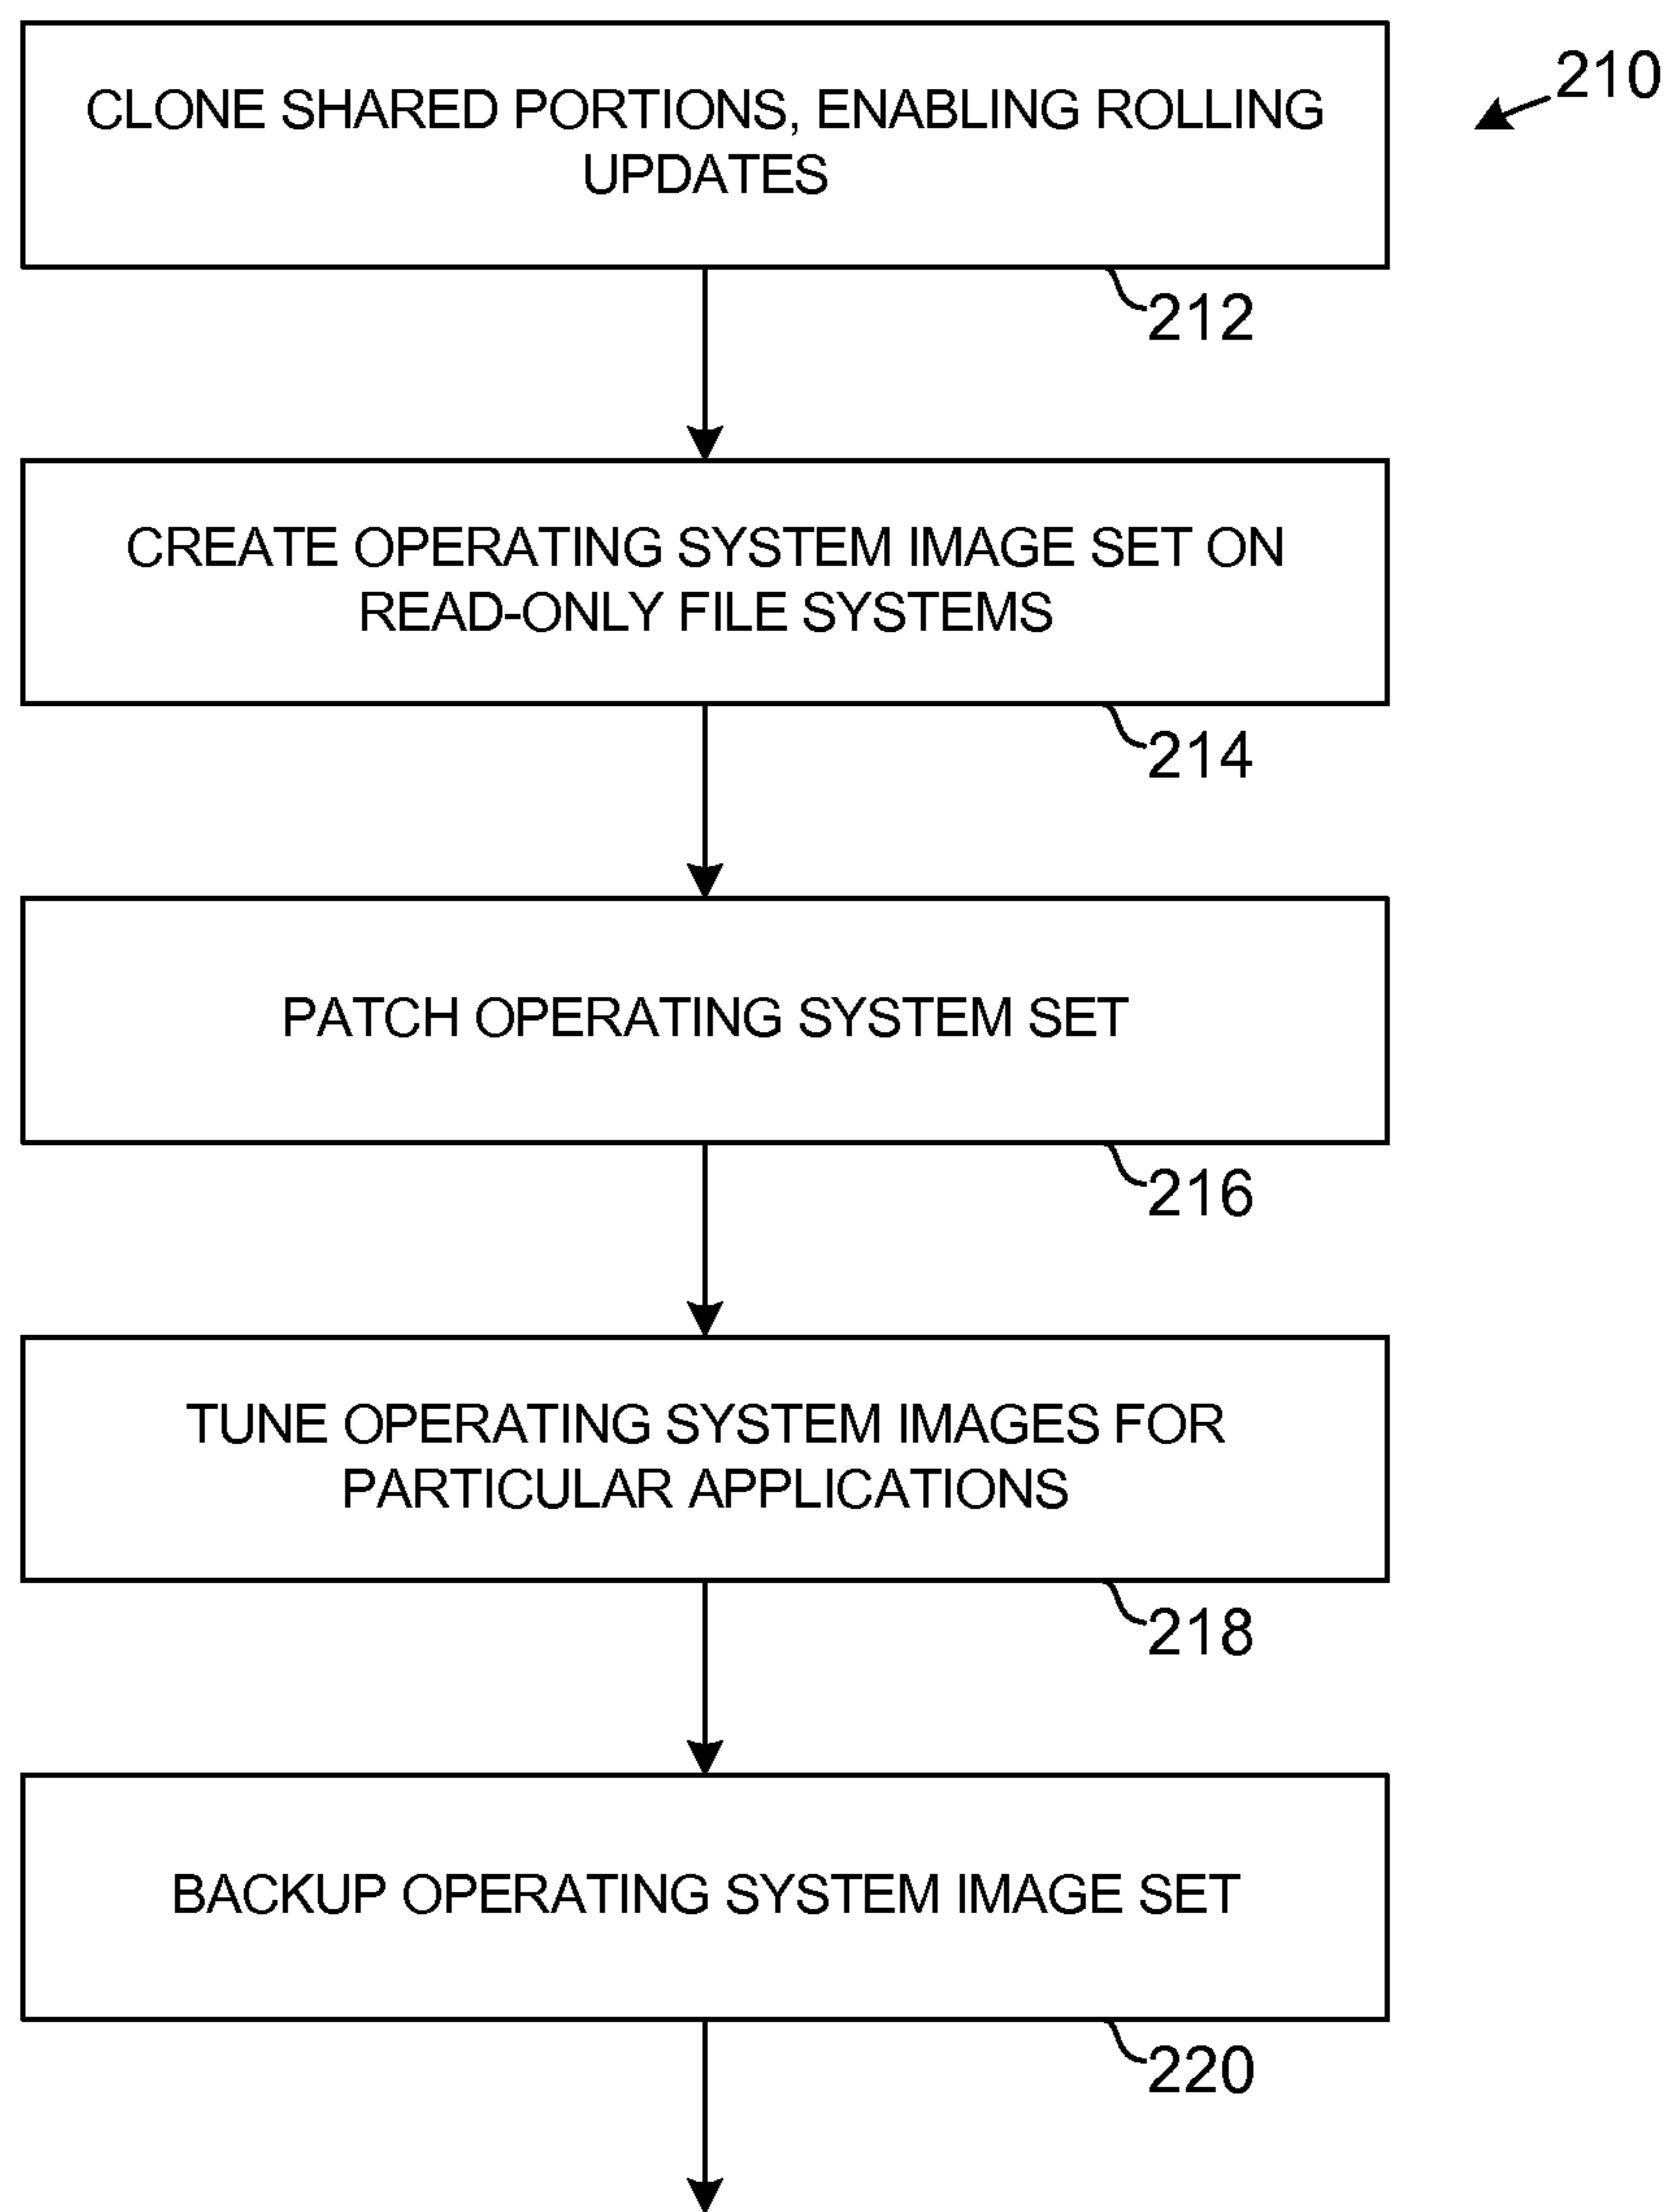 210
CLONE SHARED PORTIONS, ENABLING ROLLING
UPDATES
212
CREATE OPERATING SYSTEM IMAGE SET ON
READ-ONLY FILE SYSTEMS
214
PATCH OPERATING SYSTEM SET
216
TUNE OPERATING SYSTEM IMAGES FOR
PARTICULAR APPLICATIONS
218
BACKUP OPERATING SYSTEM IMAGE SET
220